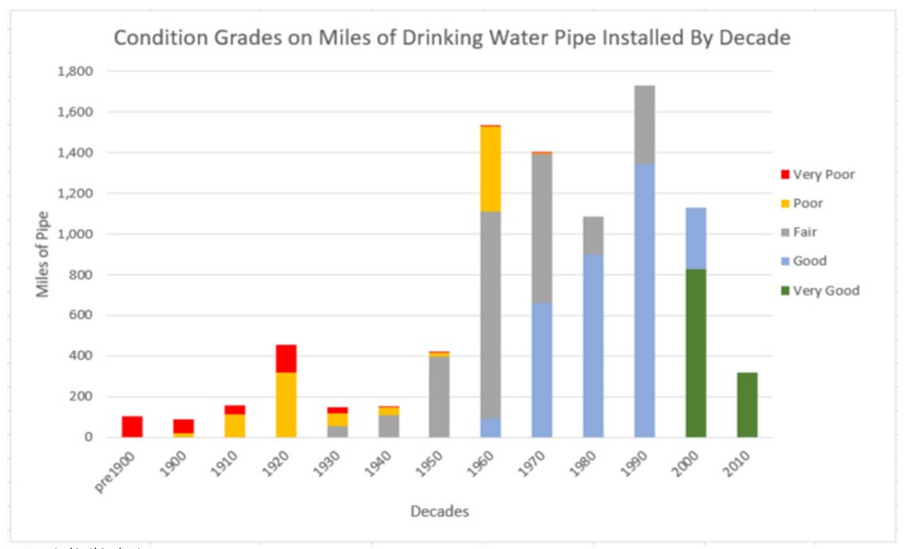 Condition Grades on Miles of Drinking Water Pipe Installed By Decade
1,800
1,600
1,400
1,200
1,000
800
600
400
200
0
Miles of Pipe
pre1900 1900 1910 1920 1930 1940 1950 1960 1970 1980 1990 2000 2010
Decades
Very Poor
Poor
Fair
Good
Very Good